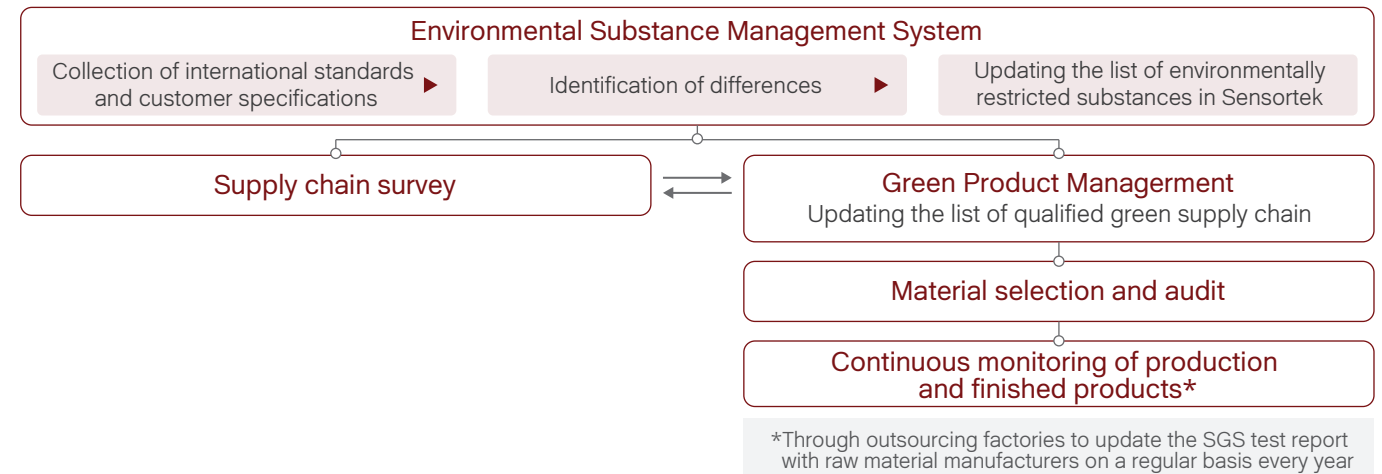 Environmental Substance Management System
Collection of international standards
and customer specifications
Identification of differences
Updating the list of environmentally
restricted substances in Sensortek
Supply chain survey
Green Product Managerment
Updating the list of qualified green supply chain
Material selection and audit
Continuous monitoring of production
and finished products*
*Through outsourcing factories to update the SGS test report
with raw material manufacturers on a regular basis every year